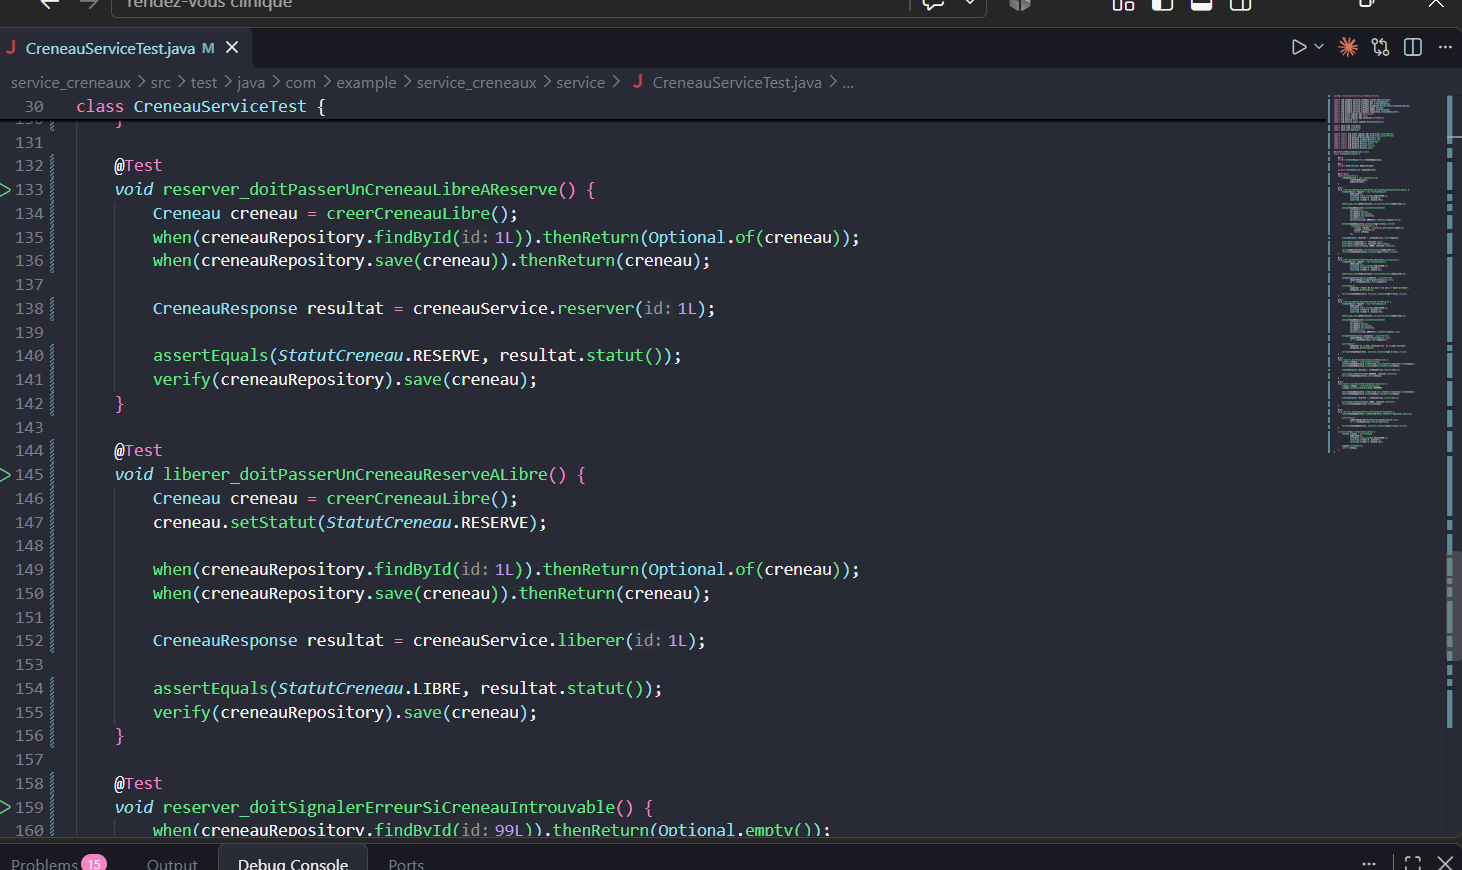 rendez-vous clinique
J CreneauServiceTest.java M
service_creneaux > src > test > java > com > example > service_creneaux > service > J CreneauServiceTest.java > ...
30 class CreneauServiceTest {
130 }
131
132 @Test
133 void reserver_doitPasserUnCreneauLibreAReserve() {
134 Creneau creneau = creerCreneauLibre();
135 when(creneauRepository.findById(id: 1L)).thenReturn(Optional.of(creneau));
136 when(creneauRepository.save(creneau)).thenReturn(creneau);
137
138 CreneauResponse resultat = creneauService.reserver(id: 1L);
139
140 assertEquals(StatutCreneau.RESERVE, resultat.statut());
141 verify(creneauRepository).save(creneau);
142 }
143
144 @Test
145 void liberer_doitPasserUnCreneauReserveALibre() {
146 Creneau creneau = creerCreneauLibre();
147 creneau.setStatut(StatutCreneau.RESERVE);
148
149 when(creneauRepository.findById(id: 1L)).thenReturn(Optional.of(creneau));
150 when(creneauRepository.save(creneau)).thenReturn(creneau);
151
152 CreneauResponse resultat = creneauService.liberer(id: 1L);
153
154 assertEquals(StatutCreneau.LIBRE, resultat.statut());
155 verify(creneauRepository).save(creneau);
156 }
157
158 @Test
159 void reserver_doitSignalerErreurSiCreneauIntrouvable() {
160 when(creneauRepository.findById(id: 99L)).thenReturn(Optional.empty());
Problems 15 Output Debug Console Ports